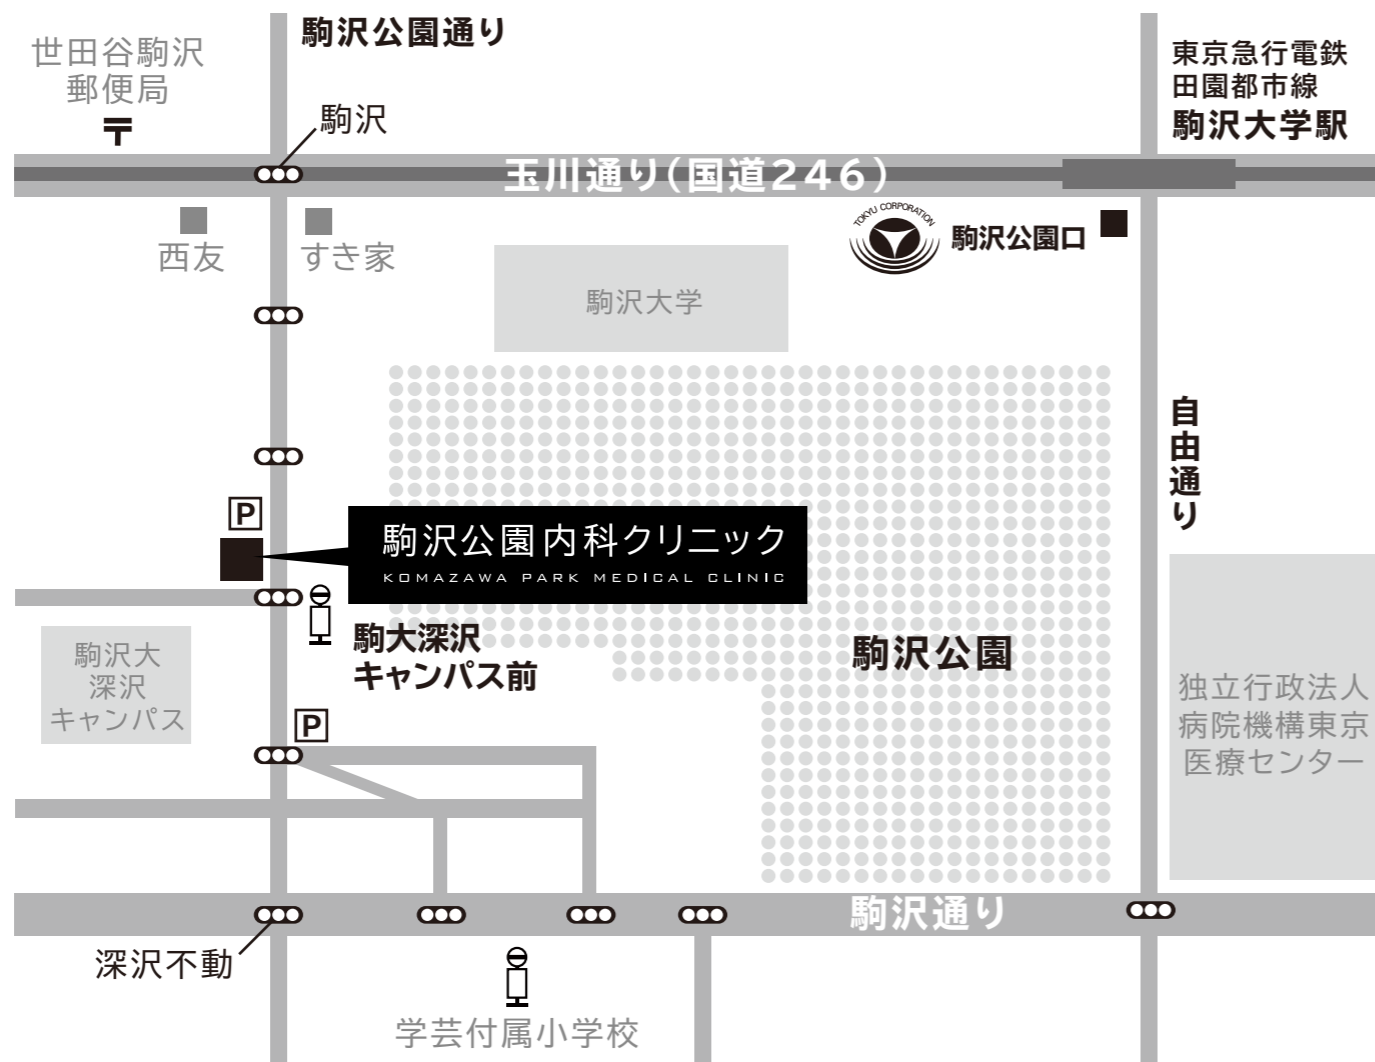 駒沢公園通り
世田谷駒沢
郵便局
〒
駒沢
東京急行電鉄
田園都市線
駒沢大学駅
玉川通り(国道246)
西友
すき家
TOKYU CORPORATION
駒沢公園口
駒沢大学
自由通り
P
駒沢公園内科クリニック
KOMAZAWA PARK MEDICAL CLINIC
駒大深沢
キャンパス前
駒沢公園
駒沢大
深沢
キャンパス
独立行政法人
病院機構東京
医療センター
P
駒沢通り
深沢不動
学芸付属小学校